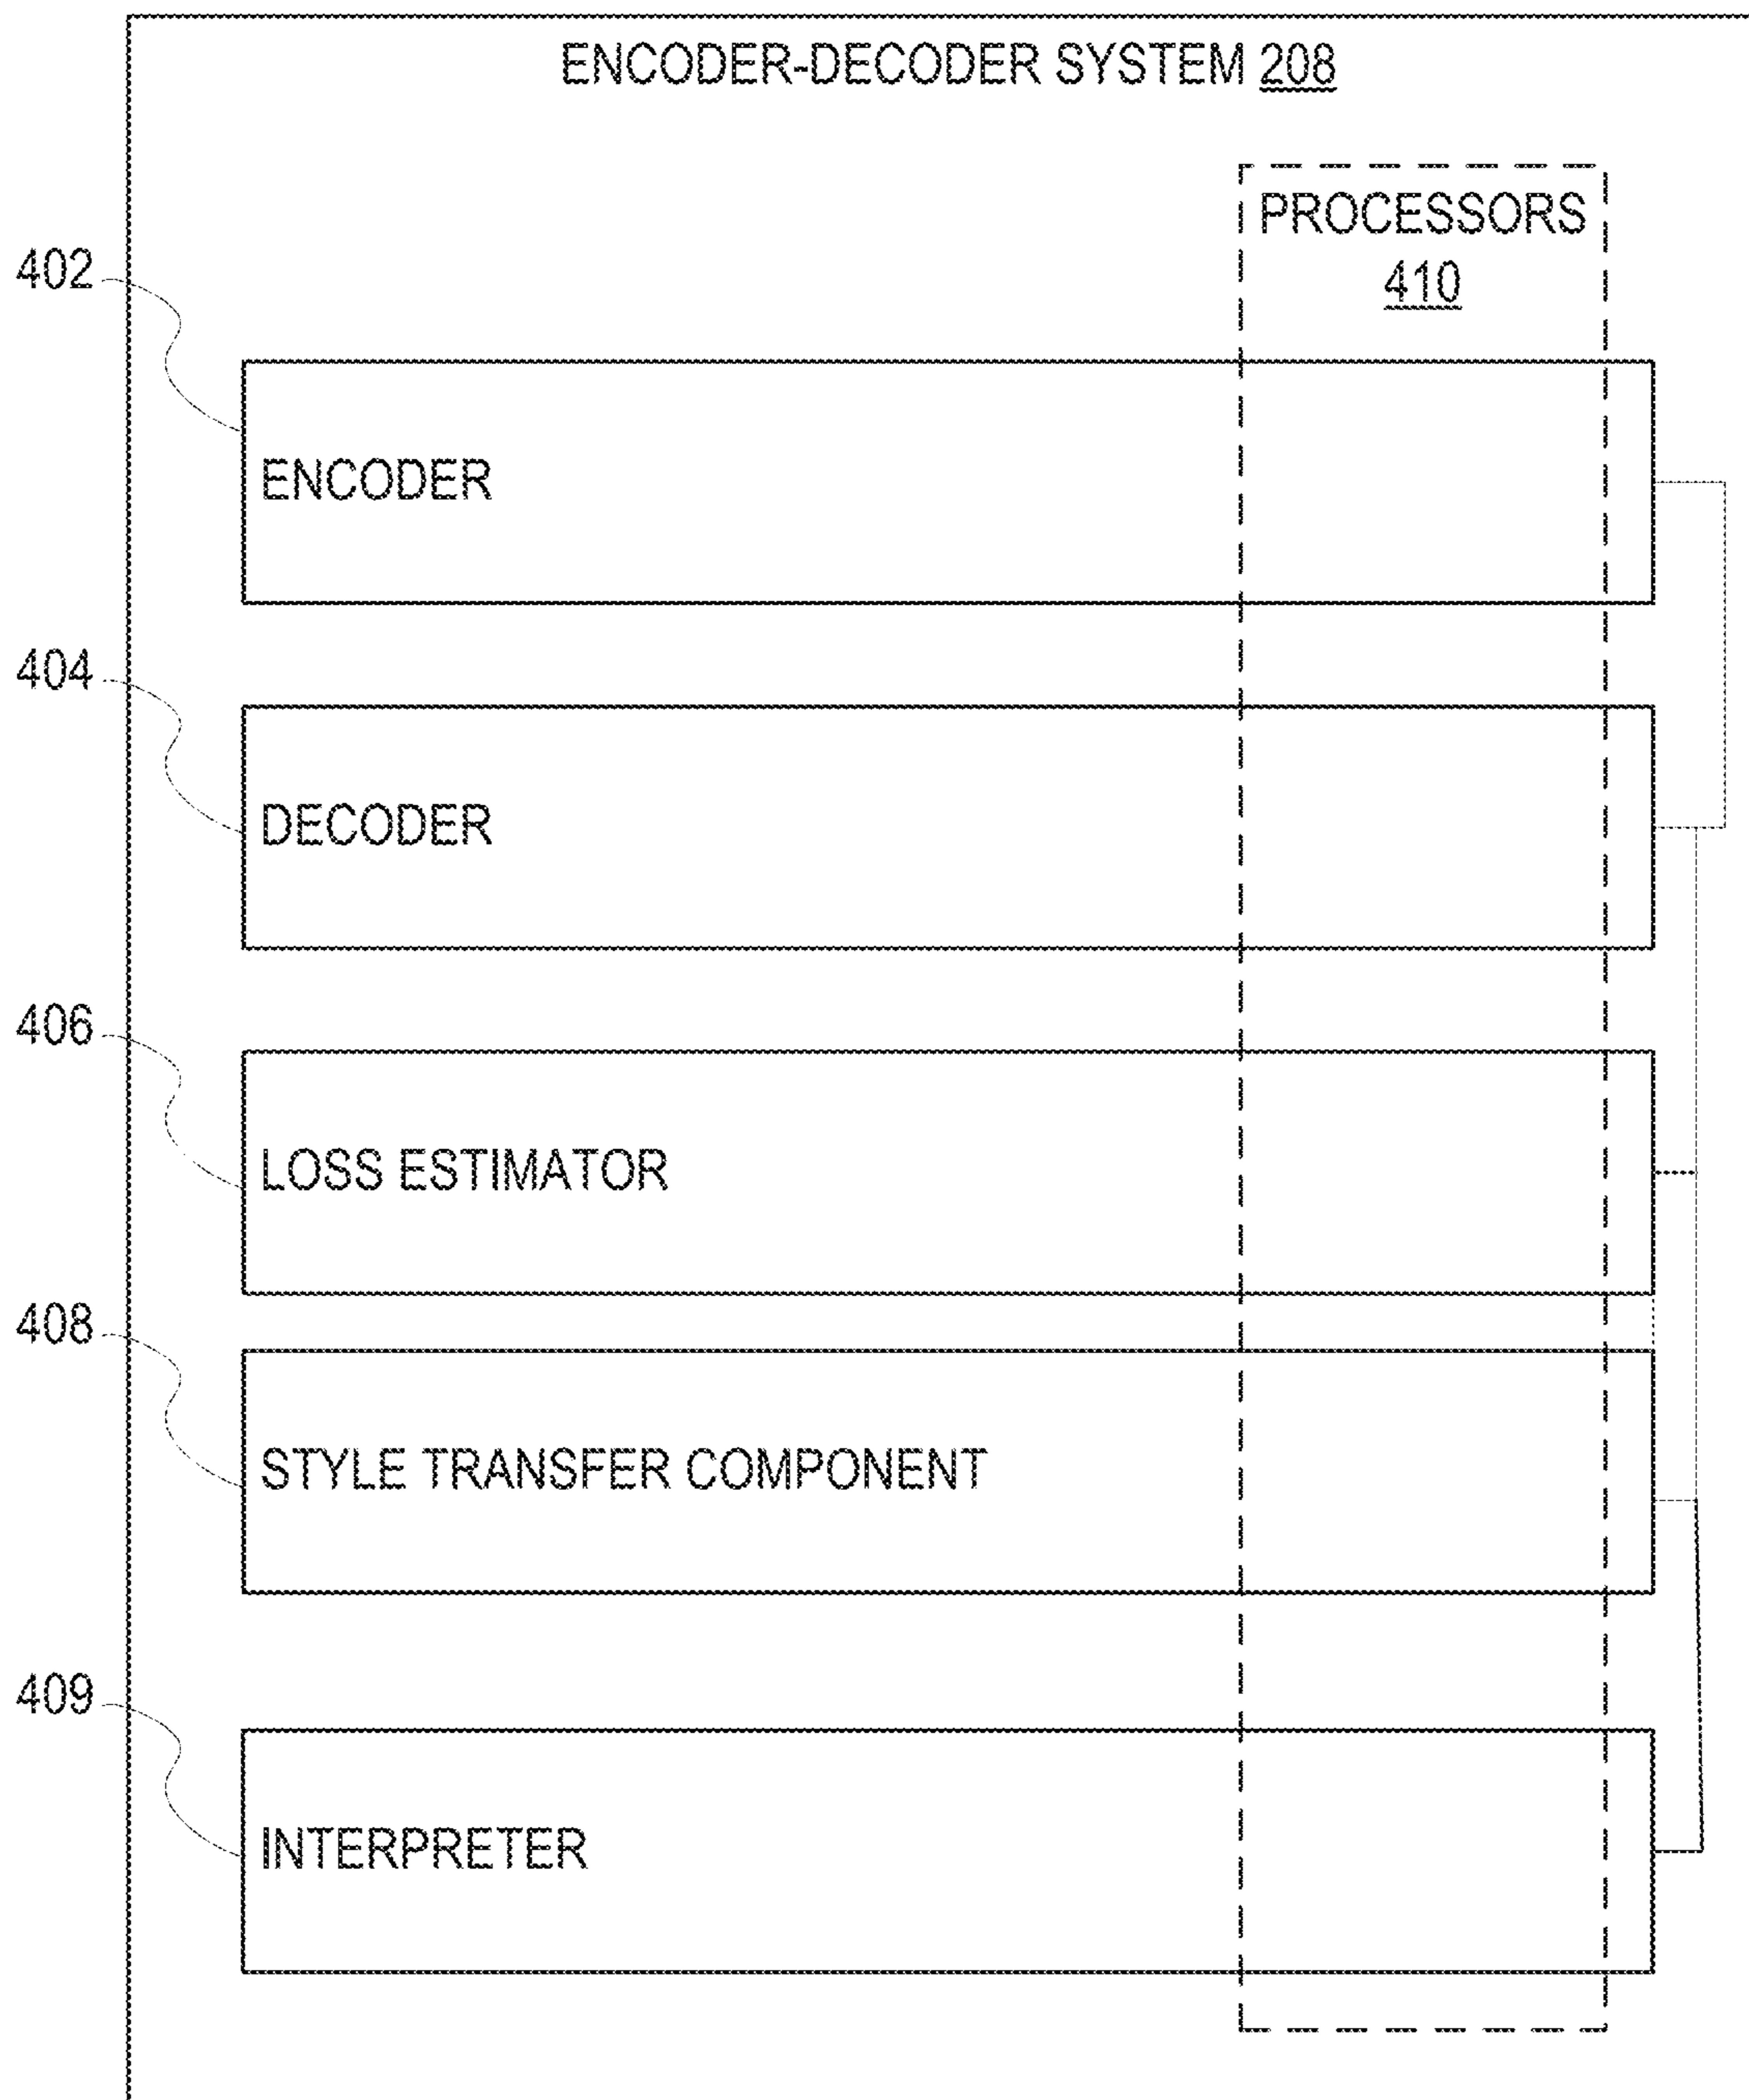 ENCODER-DECODER SYSTEM 208
PROCESSORS
410
402
ENCODER
404
DECODER
406
LOSS ESTIMATOR
408
STYLE TRANSFER COMPONENT
409
INTERPRETER